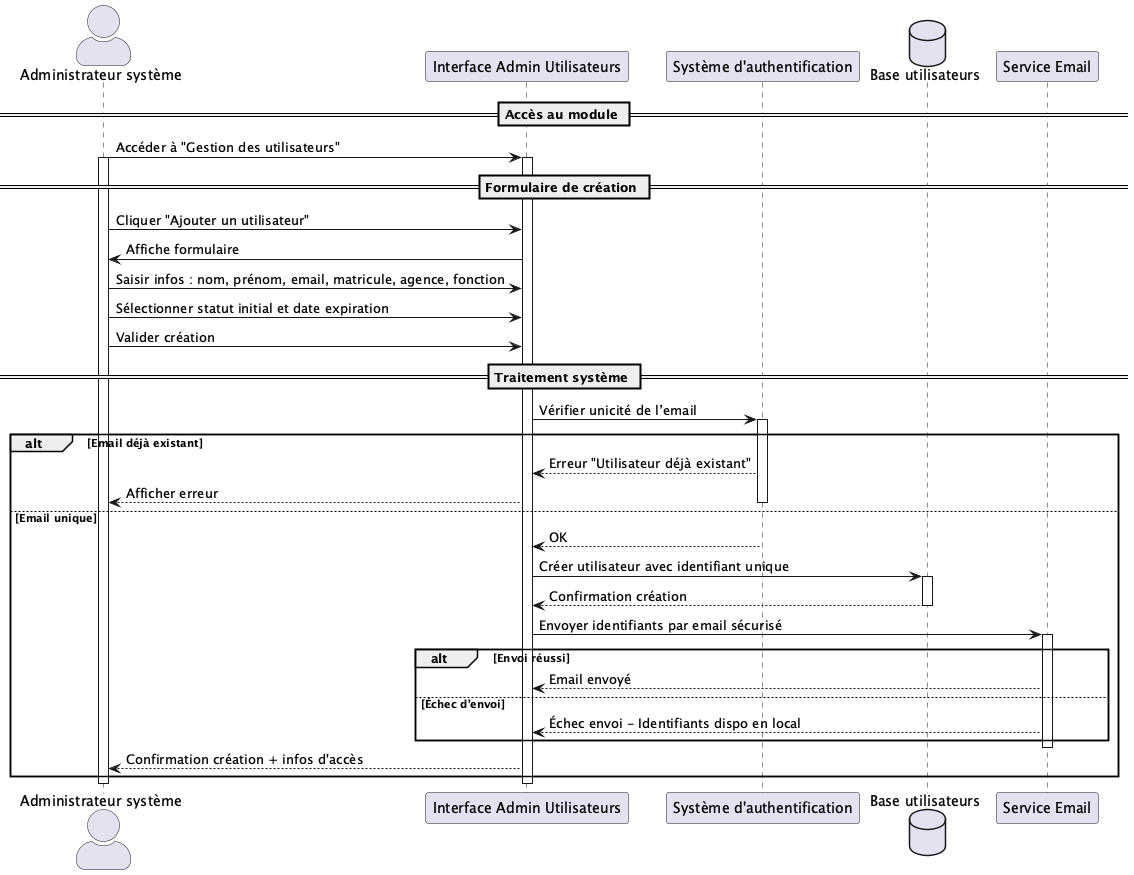 Administrateur système
Interface Admin Utilisateurs
Système d'authentification
Base utilisateurs
Service Email
Accès au module
Accéder à "Gestion des utilisateurs"
Formulaire de création
Cliquer "Ajouter un utilisateur"
Affiche formulaire
Saisir infos : nom, prénom, email, matricule, agence, fonction
Sélectionner statut initial et date expiration
Valider création
Traitement système
Vérifier unicité de l’email
alt [Email déjà existant]
Erreur "Utilisateur déjà existant"
Afficher erreur
[Email unique]
OK
Créer utilisateur avec identifiant unique
Confirmation création
Envoyer identifiants par email sécurisé
alt [Envoi réussi]
Email envoyé
[Échec d'envoi]
Échec envoi – Identifiants dispo en local
Confirmation création + infos d'accès
Administrateur système
Interface Admin Utilisateurs
Système d'authentification
Base utilisateurs
Service Email